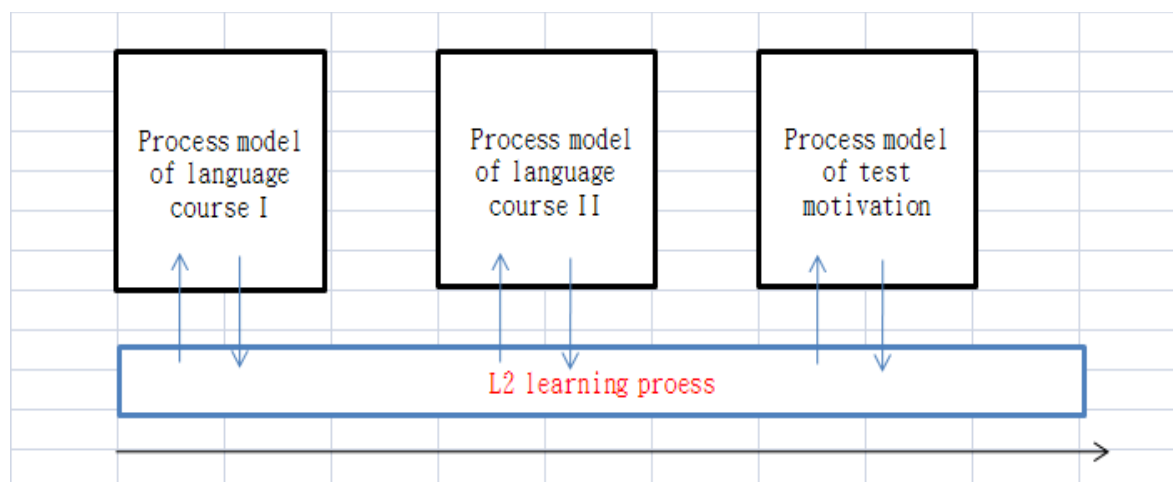 Process model
of language
course I
Process model
of language
course II
Process model
of test
motivation
L2 learning proess